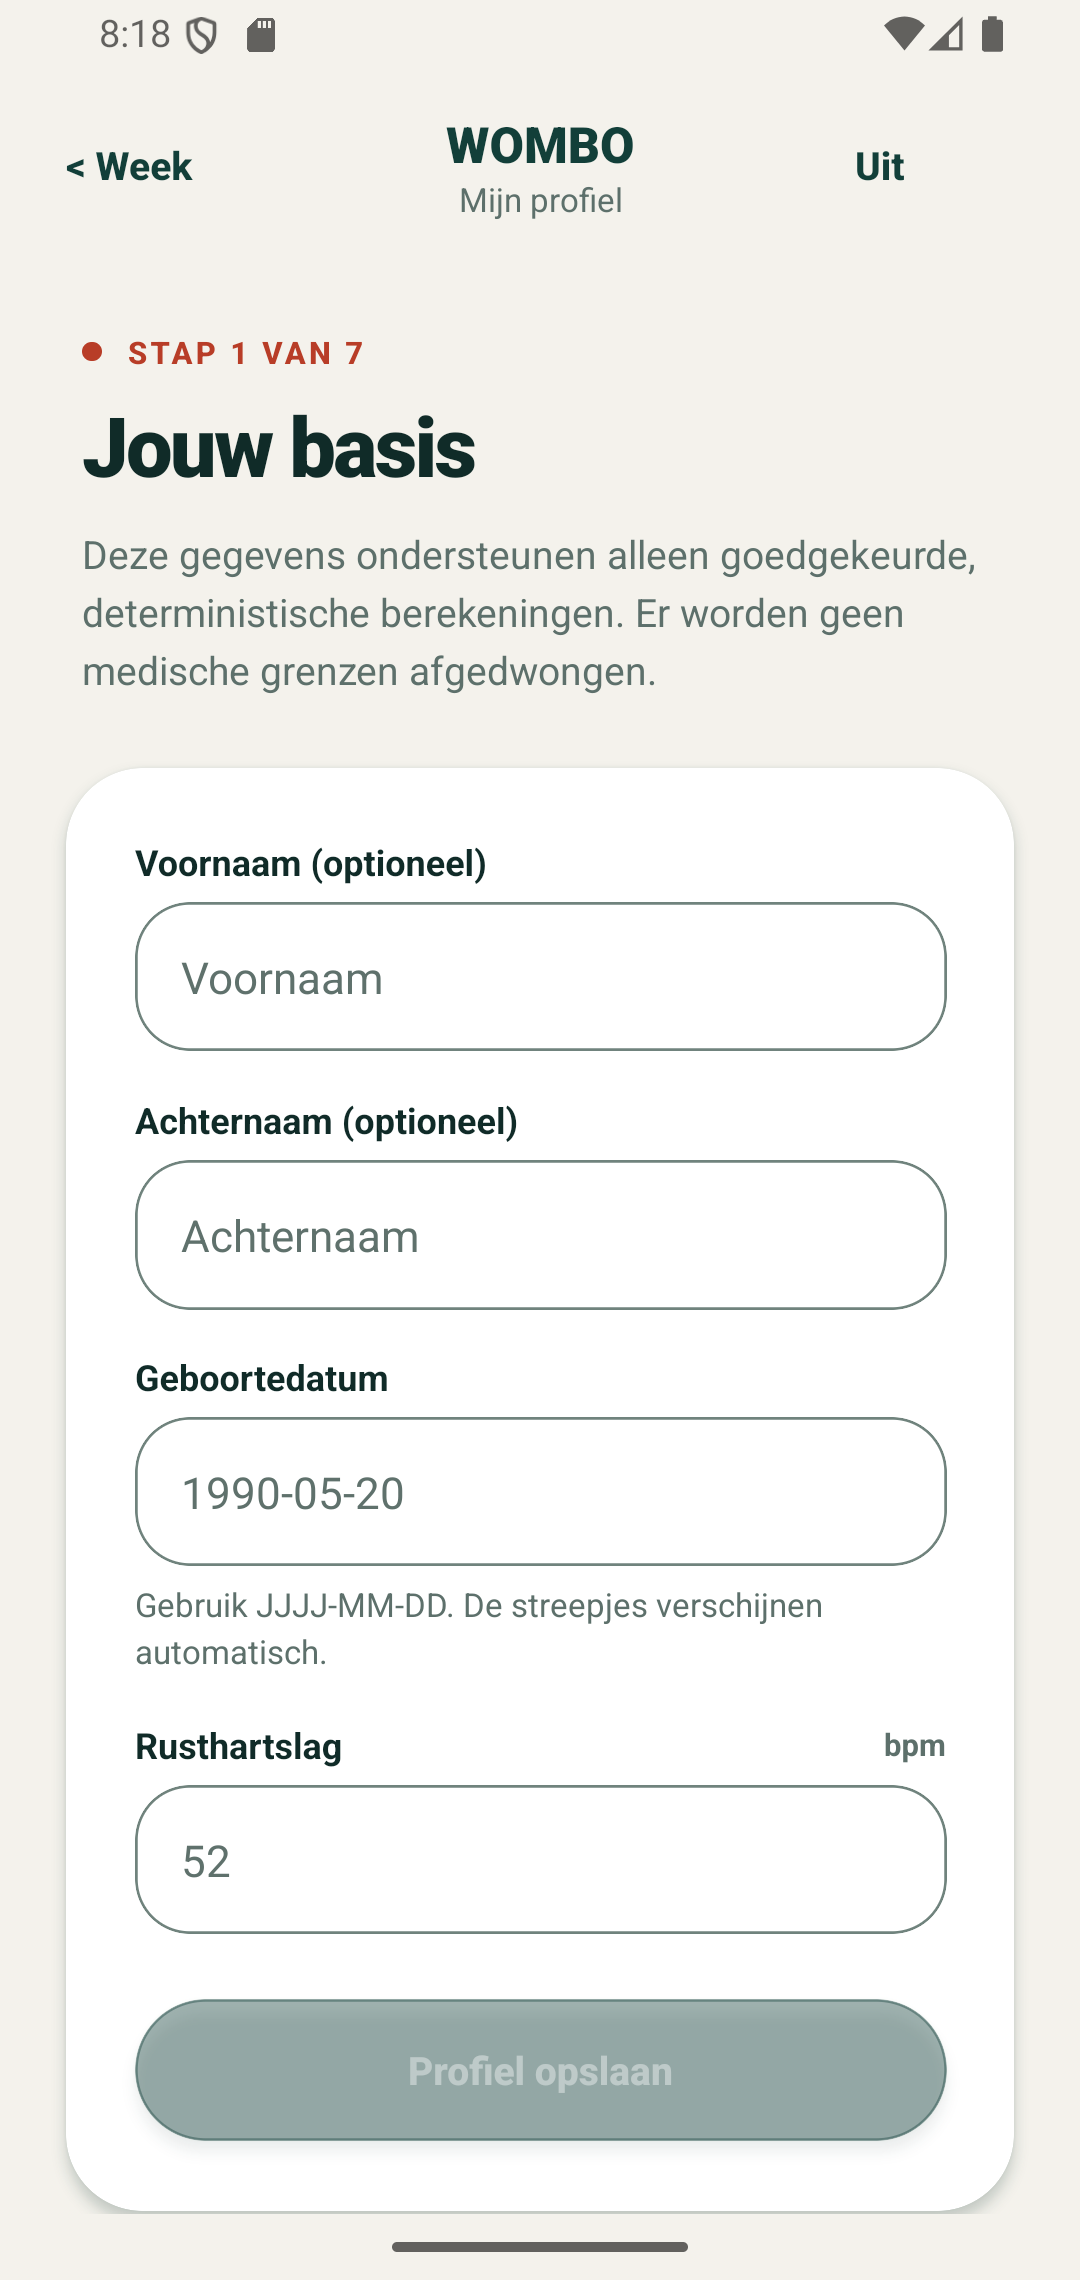 8:18
< Week
WOMBO
Mijn profiel
Uit
STAP 1 VAN 7
Jouw basis
Deze gegevens ondersteunen alleen goedgekeurde,
deterministische berekeningen. Er worden geen
medische grenzen afgedwongen.
Voornaam (optioneel)
Voornaam
Achternaam (optioneel)
Achternaam
Geboortedatum
1990-05-20
Gebruik JJJJ-MM-DD. De streepjes verschijnen
automatisch.
Rusthartslag
bpm
52
Profiel opslaan